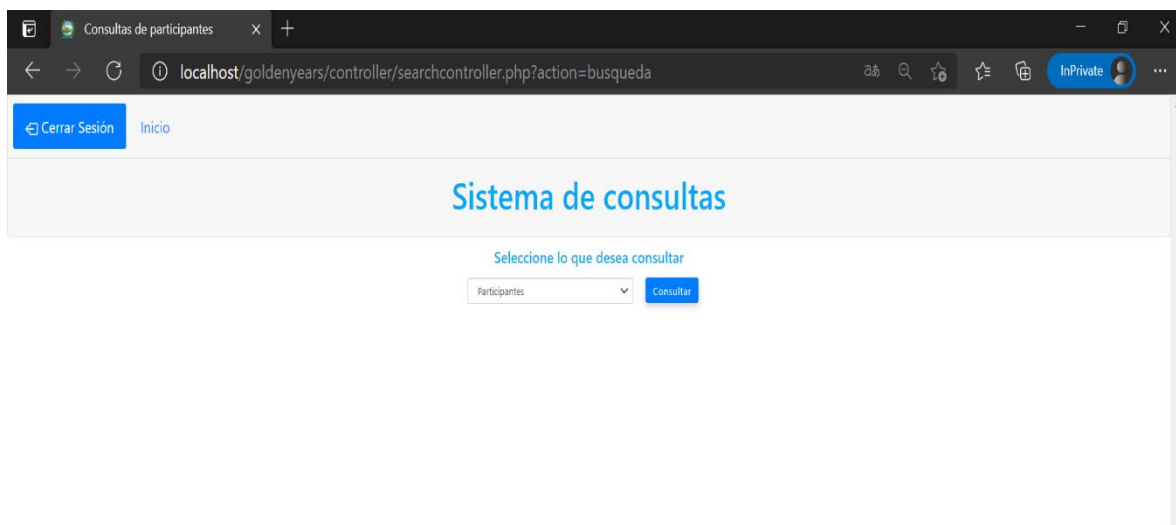 Consultas de participantes
localhost/goldenyears/controller/searchcontroller.php?action=busqueda
InPrivate
Cerrar Sesión Inicio
Sistema de consultas
Seleccione lo que desea consultar
Participantes Consultar